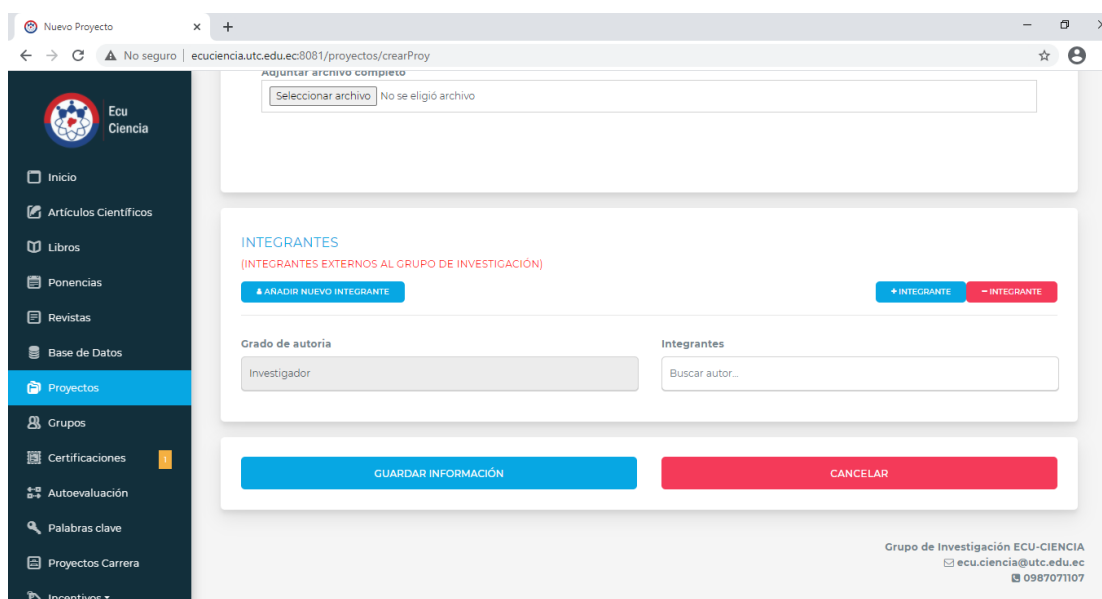 Nuevo Proyecto
No seguro | ecuciencia.utc.edu.ec:8081/proyectos/crearProy
Ecu
Ciencia
Inicio
Artículos Científicos
Libros
Ponencias
Revistas
Base de Datos
Proyectos
Grupos
Certificaciones 1
Autoevaluación
Palabras clave
Proyectos Carrera
Incentivos
Adjuntar archivo completo
Seleccionar archivo No se eligió archivo
INTEGRANTES
(INTEGRANTES EXTERNOS AL GRUPO DE INVESTIGACIÓN)
AÑADIR NUEVO INTEGRANTE
+ INTEGRANTE − INTEGRANTE
Grado de autoria Integrantes
Investigador Buscar autor...
GUARDAR INFORMACIÓN CANCELAR
Grupo de Investigación ECU-CIENCIA
ecu.ciencia@utc.edu.ec
0987071107